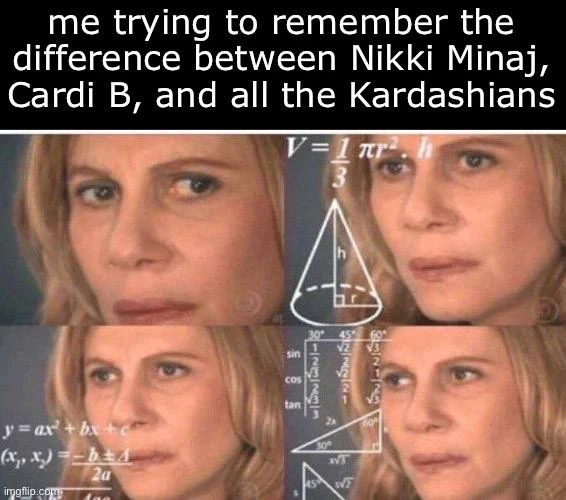 me trying to remember the
difference between Nikki Minaj,
Cardi B, and all the Kardashians
V = 1/3 πr². h
h
r
30° 45° 60°
sin 1/2 √2/2 √3/2
cos √3/2 √2/2 1/2
tan √3/3 1 √3
y = ax² + bx + c
(x₁, x₂) = -b ± Δ
2a
2x 60°
30°
x√3
45° s√2
s
imgflip.com